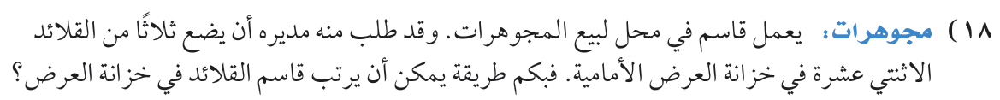 ١٨) مجوهرات: يعمل قاسم في محل لبيع المجوهرات. وقد طلب منه مديره أن يضع ثلاثًا من القلائد
الاثنتي عشرة في خزانة العرض الأمامية. فبكم طريقة يمكن أن يرتب قاسم القلائد في خزانة العرض؟